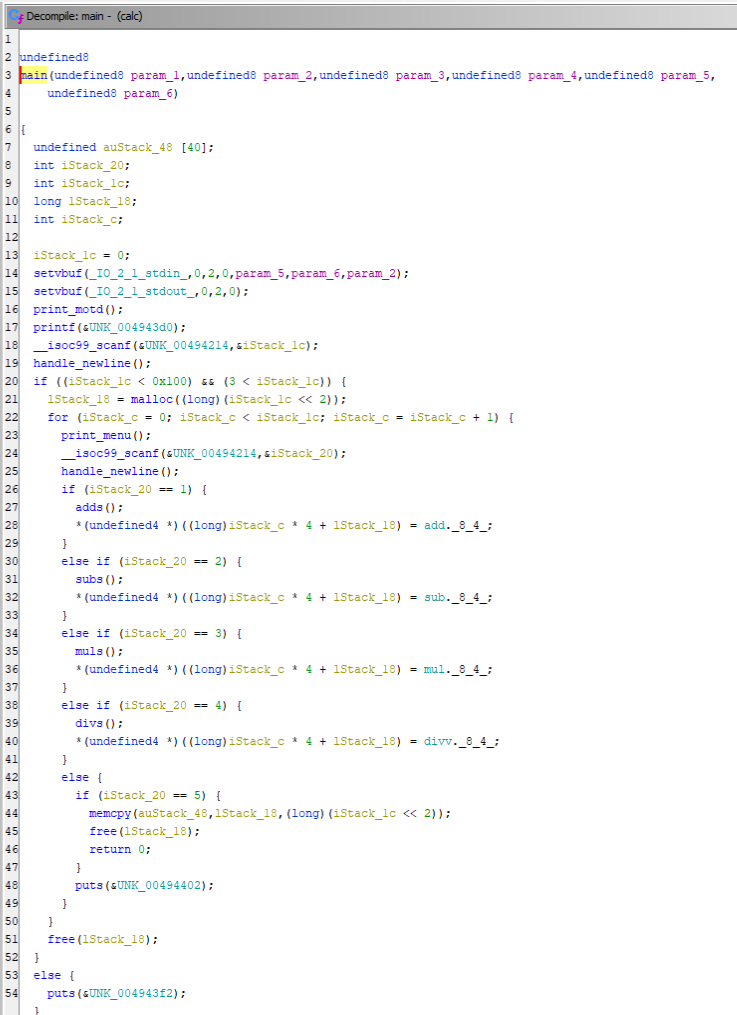 Decompile: main - (calc)
1
2 undefined8
3 main(undefined8 param_1,undefined8 param_2,undefined8 param_3,undefined8 param_4,undefined8 param_5,
4     undefined8 param_6)
5
6 {
7   undefined auStack_48 [40];
8   int iStack_20;
9   int iStack_1c;
10   long lStack_18;
11   int iStack_c;
12
13   iStack_1c = 0;
14   setvbuf(_IO_2_1_stdin_,0,2,0,param_5,param_6,param_2);
15   setvbuf(_IO_2_1_stdout_,0,2,0);
16   print_motd();
17   printf(&UNK_004943d0);
18   __isoc99_scanf(&UNK_00494214,&iStack_1c);
19   handle_newline();
20   if ((iStack_1c < 0x100) && (3 < iStack_1c)) {
21     lStack_18 = malloc((long)(iStack_1c << 2));
22     for (iStack_c = 0; iStack_c < iStack_1c; iStack_c = iStack_c + 1) {
23       print_menu();
24       __isoc99_scanf(&UNK_00494214,&iStack_20);
25       handle_newline();
26       if (iStack_20 == 1) {
27         adds();
28         *(undefined4 *)((long)iStack_c * 4 + lStack_18) = add._8_4_;
29       }
30       else if (iStack_20 == 2) {
31         subs();
32         *(undefined4 *)((long)iStack_c * 4 + lStack_18) = sub._8_4_;
33       }
34       else if (iStack_20 == 3) {
35         muls();
36         *(undefined4 *)((long)iStack_c * 4 + lStack_18) = mul._8_4_;
37       }
38       else if (iStack_20 == 4) {
39         divs();
40         *(undefined4 *)((long)iStack_c * 4 + lStack_18) = divv._8_4_;
41       }
42       else {
43         if (iStack_20 == 5) {
44           memcpy(auStack_48,lStack_18,(long)(iStack_1c << 2));
45           free(lStack_18);
46           return 0;
47         }
48         puts(&UNK_00494402);
49       }
50     }
51     free(lStack_18);
52   }
53   else {
54     puts(&UNK_004943f2);
  }